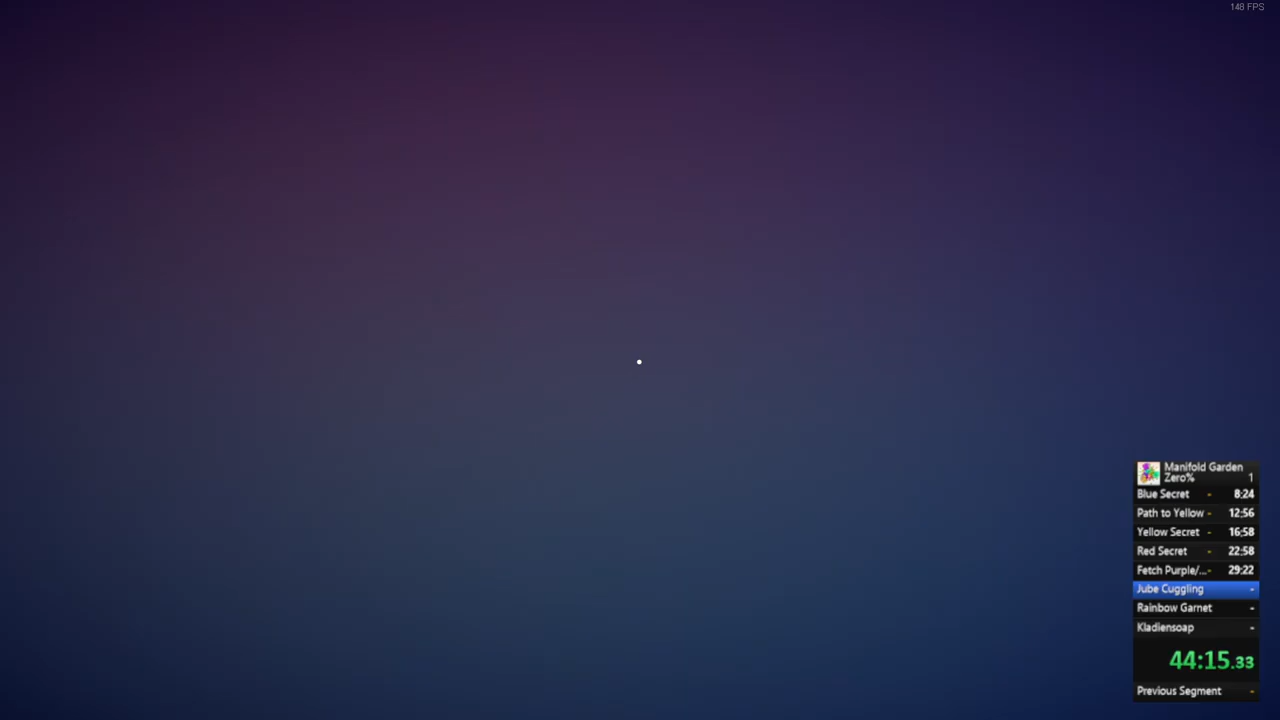 148 FPS
Manifold Garden
Zero% 1
Blue Secret - 8:24
Path to Yellow - 12:56
Yellow Secret - 16:58
Red Secret - 22:58
Fetch Purple/...- 29:22
Jube Cuggling -
Rainbow Garnet -
Kladiensoap -
44:15.33
Previous Segment -